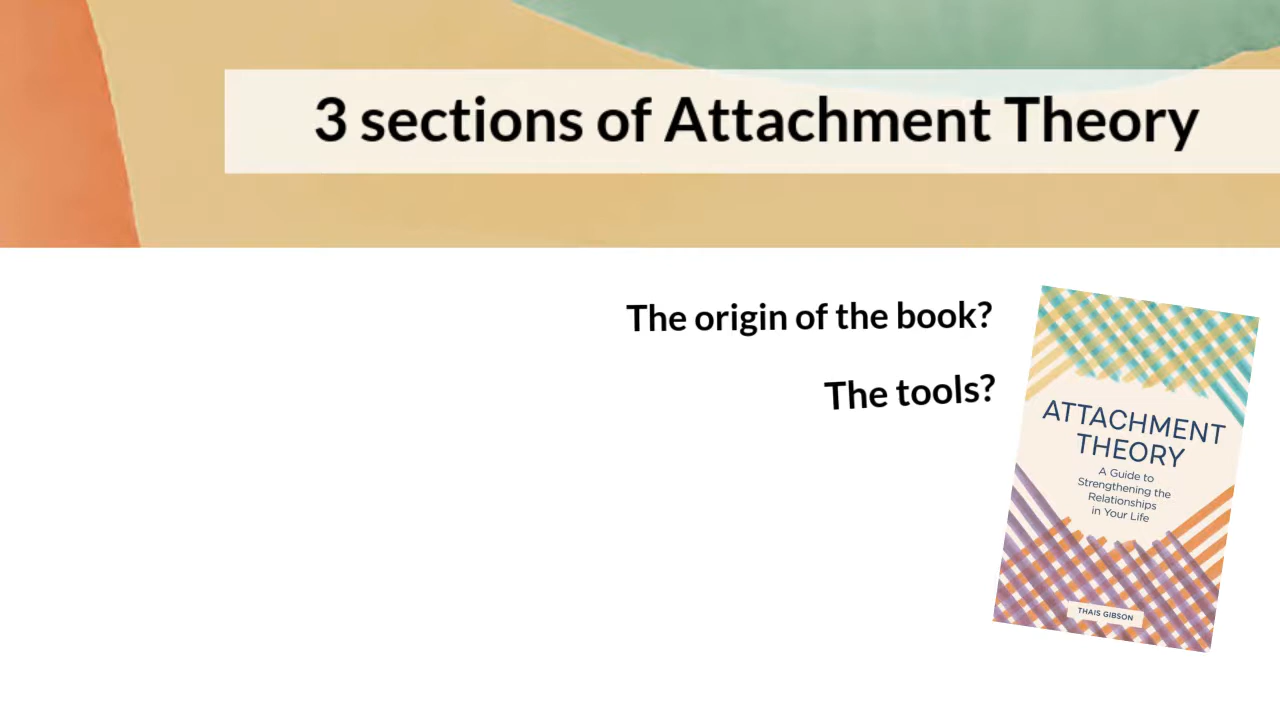 3 sections of Attachment Theory
The origin of the book?
The tools?
ATTACHMENT
THEORY
A Guide to
Strengthening the
Relationships
in Your Life
THAIS GIBSON